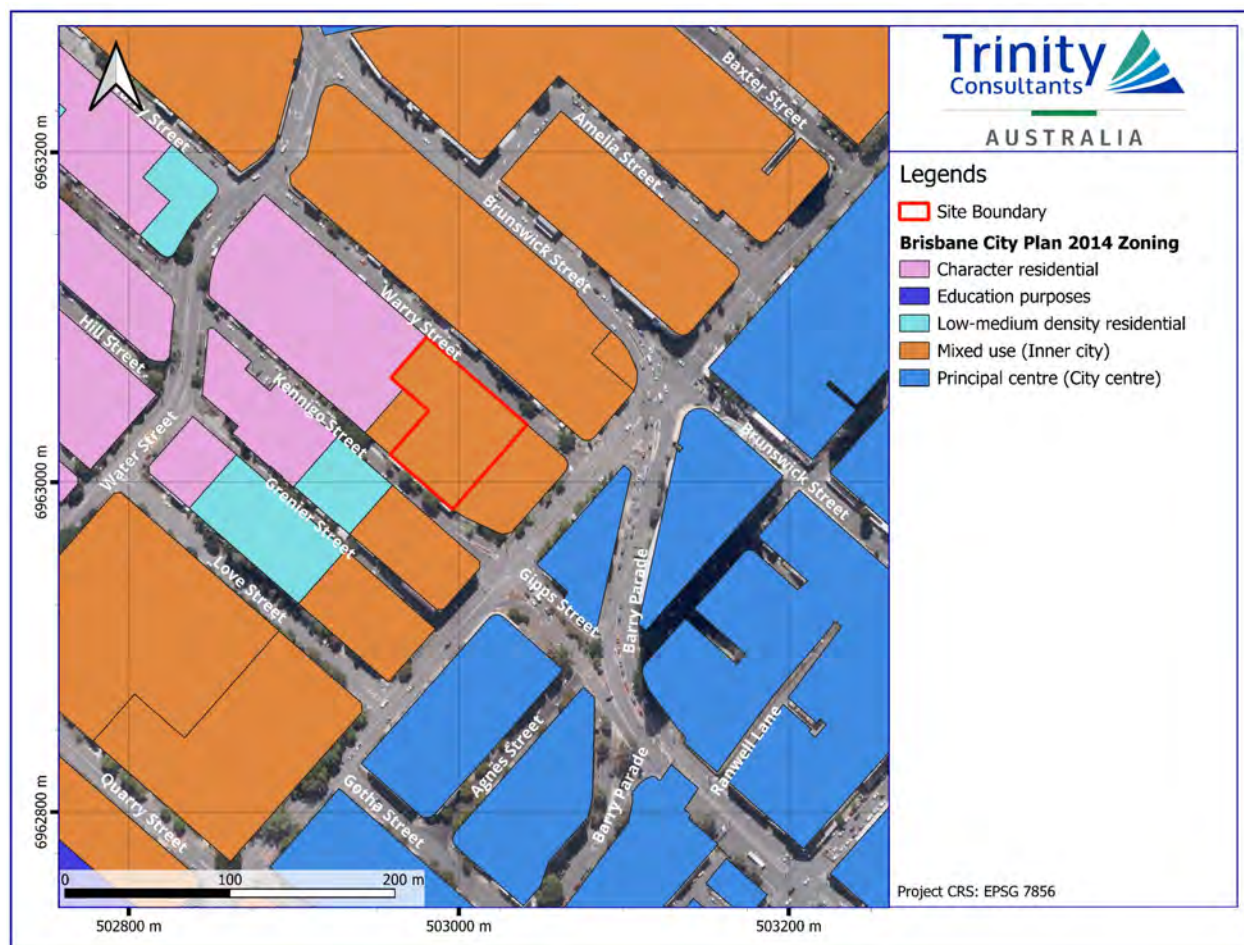 Trinity
Consultants
AUSTRALIA
Legends
Site Boundary
Brisbane City Plan 2014 Zoning
Character residential
Education purposes
Low-medium density residential
Mixed use (Inner city)
Principal centre (City centre)
Project CRS: EPSG 7856
Baxter Street
Amelia Street
Street
Brunswick Street
Warry Street
Hill Street
Kennigo Street
Water Street
Brunswick Street
Grenier Street
Love Street
Gipps Street
Barry Parade
Agnes Street
Ranwell Lane
Quarry Street
Gotha Street
Barry Parade
6963200 m
6963000 m
6962800 m
0 100 200 m
502800 m 503000 m 503200 m